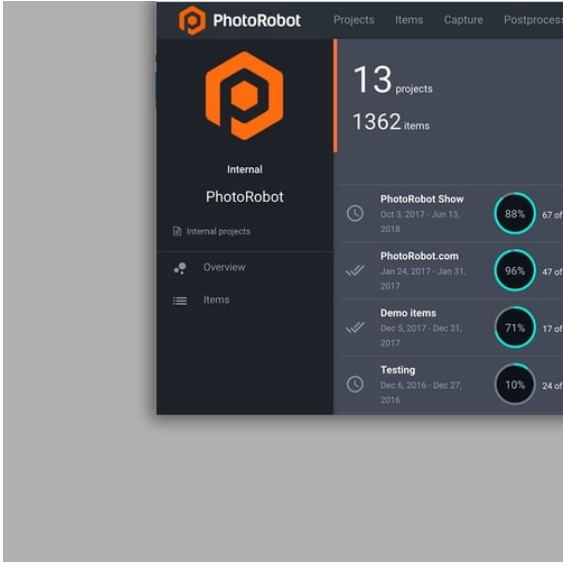 PhotoRobot Projects Items Capture Postprocess
13 projects
1362 items
Internal
PhotoRobot
Internal projects
Overview
Items
PhotoRobot Show
Oct 3, 2017 - Jun 13,
2018
88% 67 of
PhotoRobot.com
Jan 24, 2017 - Jan 31,
2017
96% 47 of
Demo items
Dec 5, 2017 - Dec 31,
2017
71% 17 of
Testing
Dec 6, 2016 - Dec 27,
2016
10% 24 of